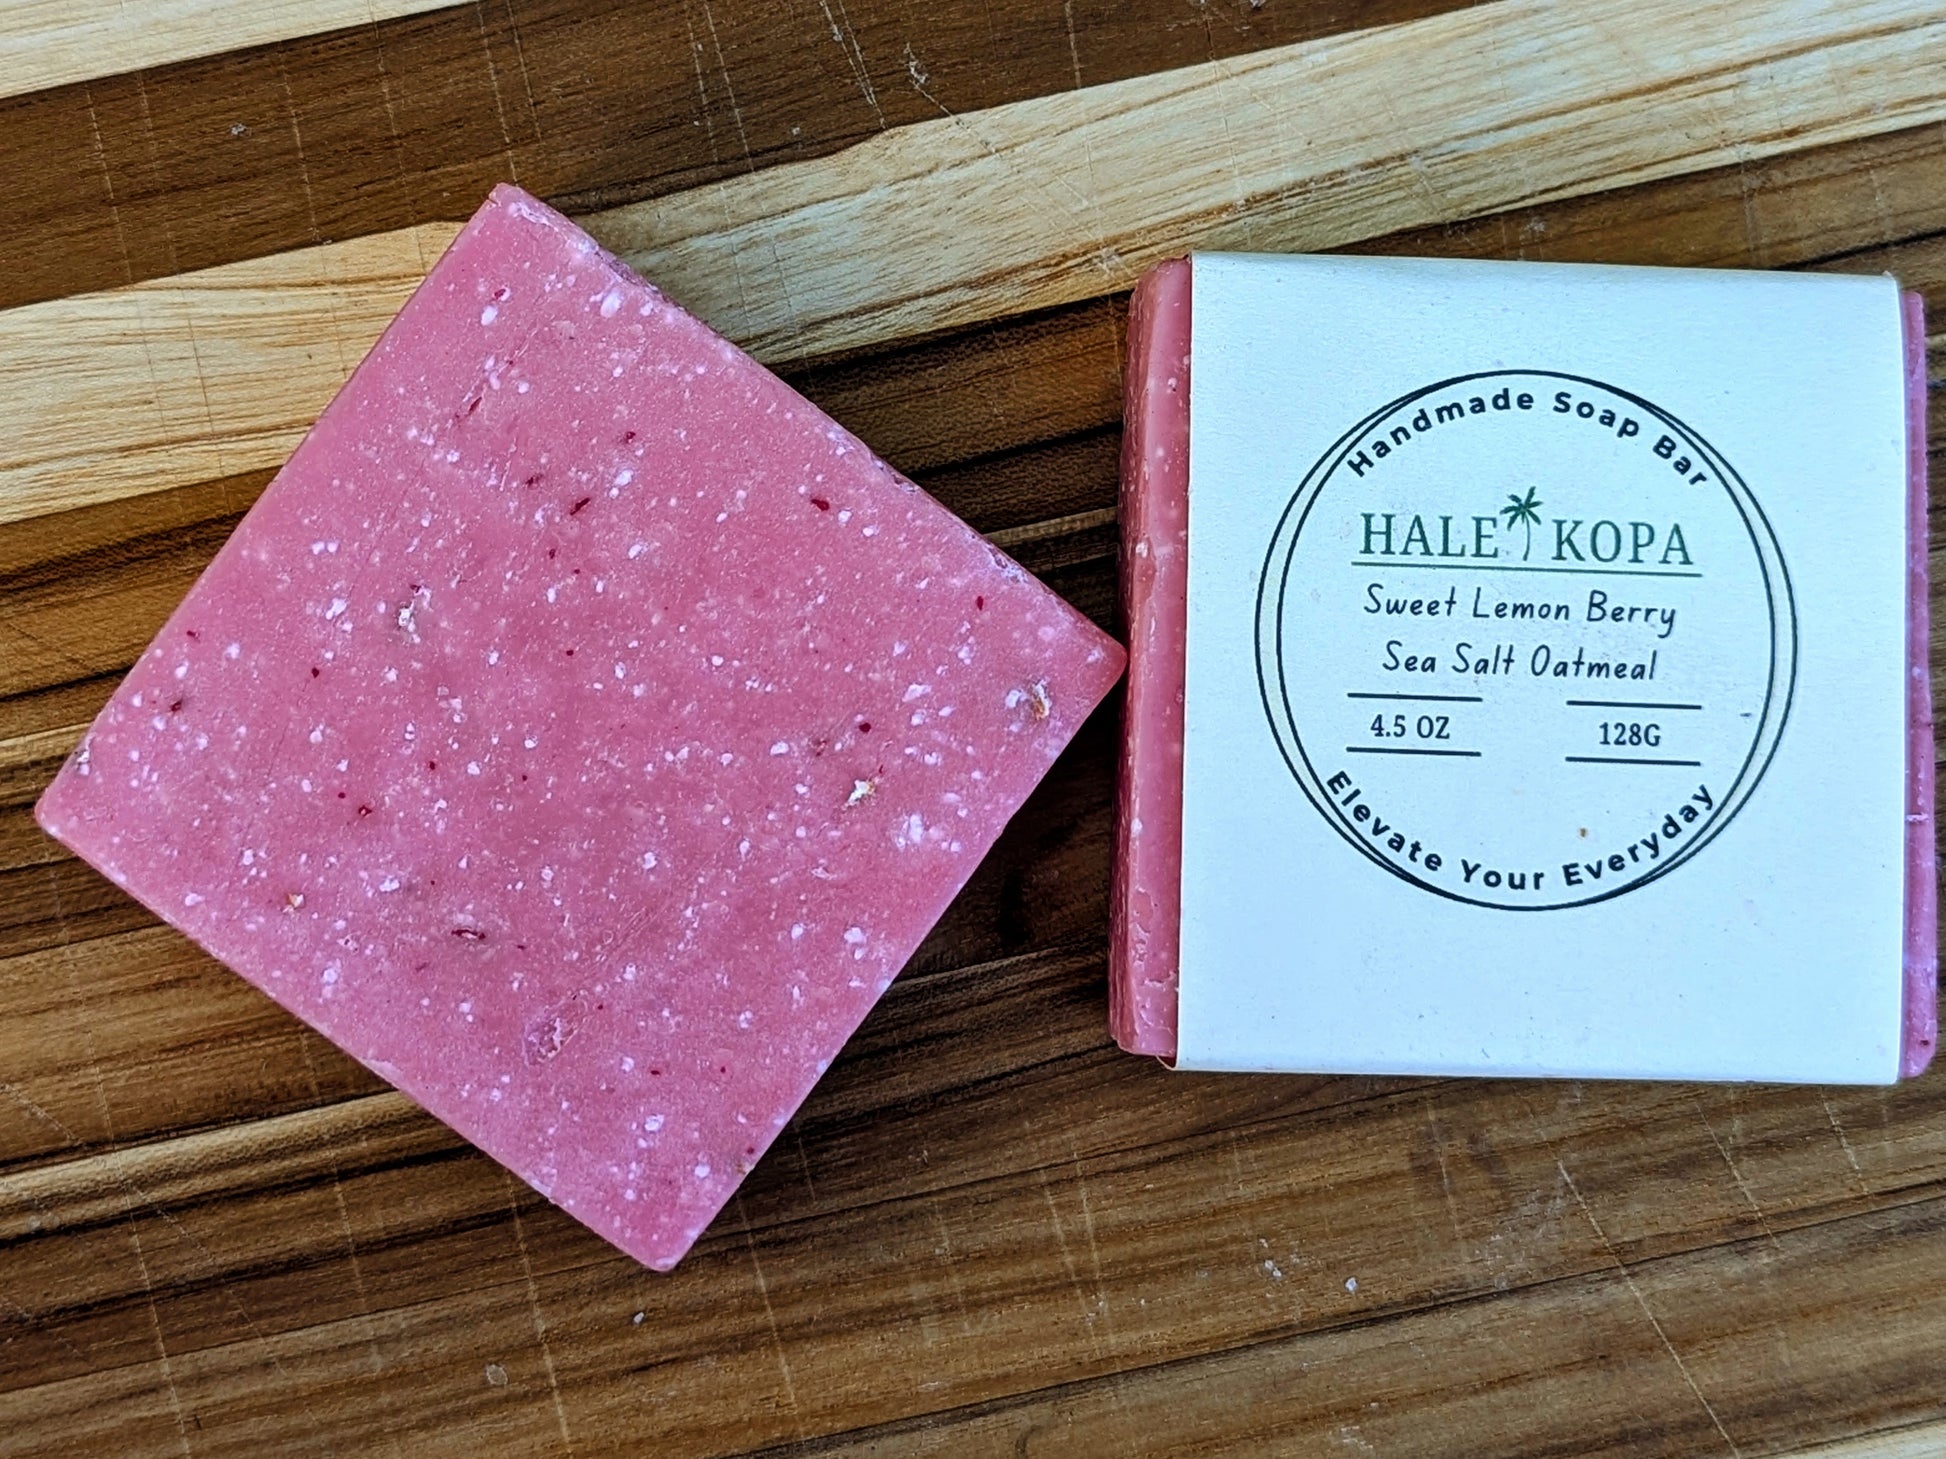 Handmade Soap Bar
HALE KOPA
Sweet Lemon Berry
Sea Salt Oatmeal
4.5 OZ 128G
Elevate Your Everyday